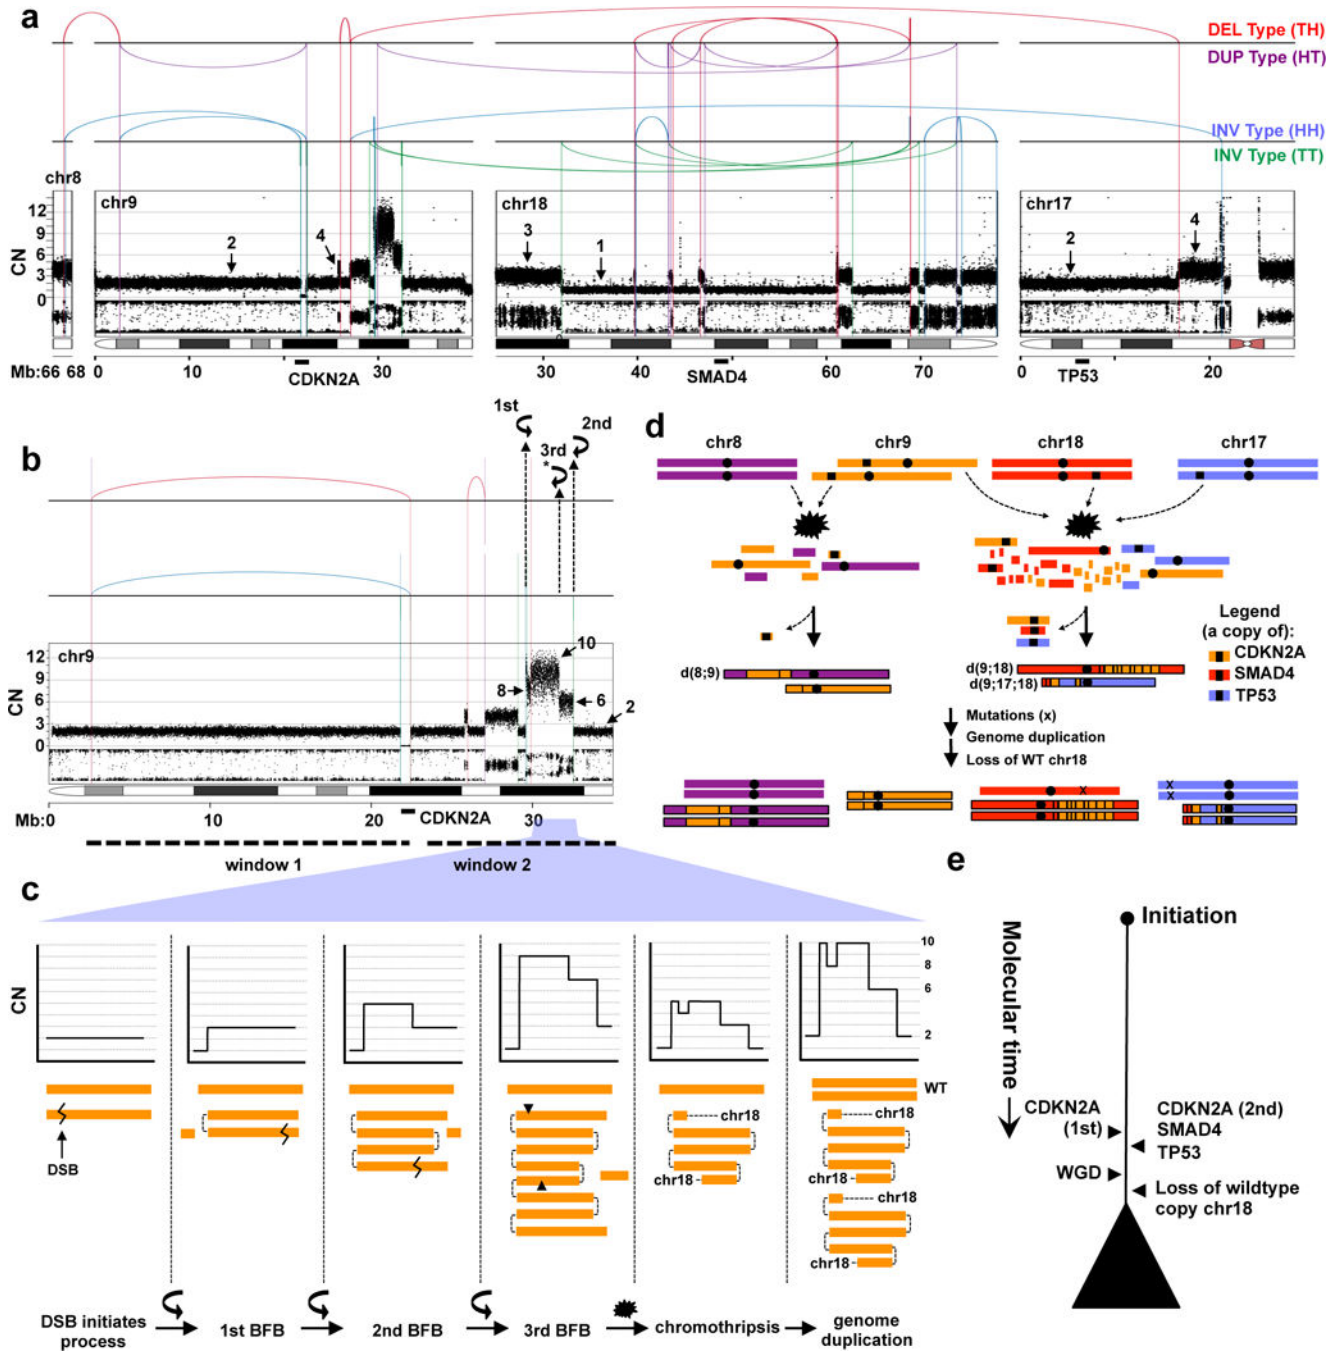 a
DEL Type (TH)
DUP Type (HT)
INV Type (HH)
INV Type (TT)
chr8
chr9
chr18
chr17
CN
12
9
6
3
0
2
4
3
1
2
4
Mb:66 68
0
30
30
40
50
60
70
0
20
CDKN2A
SMAD4
TP53
b
1st
3rd
*
2nd
chr9
CN
12
9
6
3
0
10
8
6
2
Mb:0
10
20
30
CDKN2A
window 1
window 2
c
CN
10
8
6
2
WT
DSB
chr18
chr18
chr18
chr18
chr18
chr18
DSB initiates process
1st BFB
2nd BFB
3rd BFB
chromothripsis
genome duplication
d
chr8
chr9
chr18
chr17
Legend
(a copy of):
CDKN2A
SMAD4
TP53
d(8;9)
d(9;18)
d(9;17;18)
Mutations (x)
Genome duplication
Loss of WT chr18
x
x
x
e
Molecular time
Initiation
CDKN2A
(1st)
CDKN2A (2nd)
SMAD4
TP53
WGD
Loss of wildtype
copy chr18